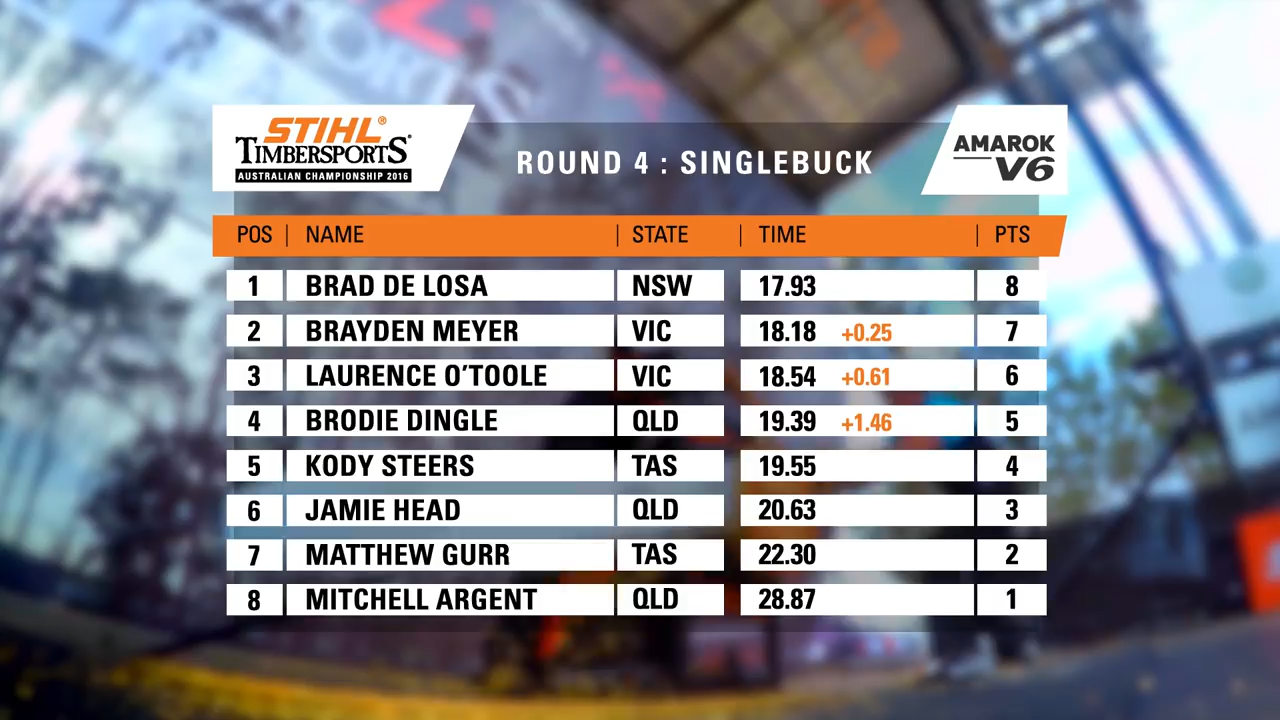 STIHL®
TIMBERSPORTS®
AUSTRALIAN CHAMPIONSHIP 2016
ROUND 4 : SINGLEBUCK
AMAROK
V6
POS | NAME | STATE | TIME | PTS
1 BRAD DE LOSA NSW 17.93 8
2 BRAYDEN MEYER VIC 18.18 +0.25 7
3 LAURENCE O'TOOLE VIC 18.54 +0.61 6
4 BRODIE DINGLE QLD 19.39 +1.46 5
5 KODY STEERS TAS 19.55 4
6 JAMIE HEAD QLD 20.63 3
7 MATTHEW GURR TAS 22.30 2
8 MITCHELL ARGENT QLD 28.87 1